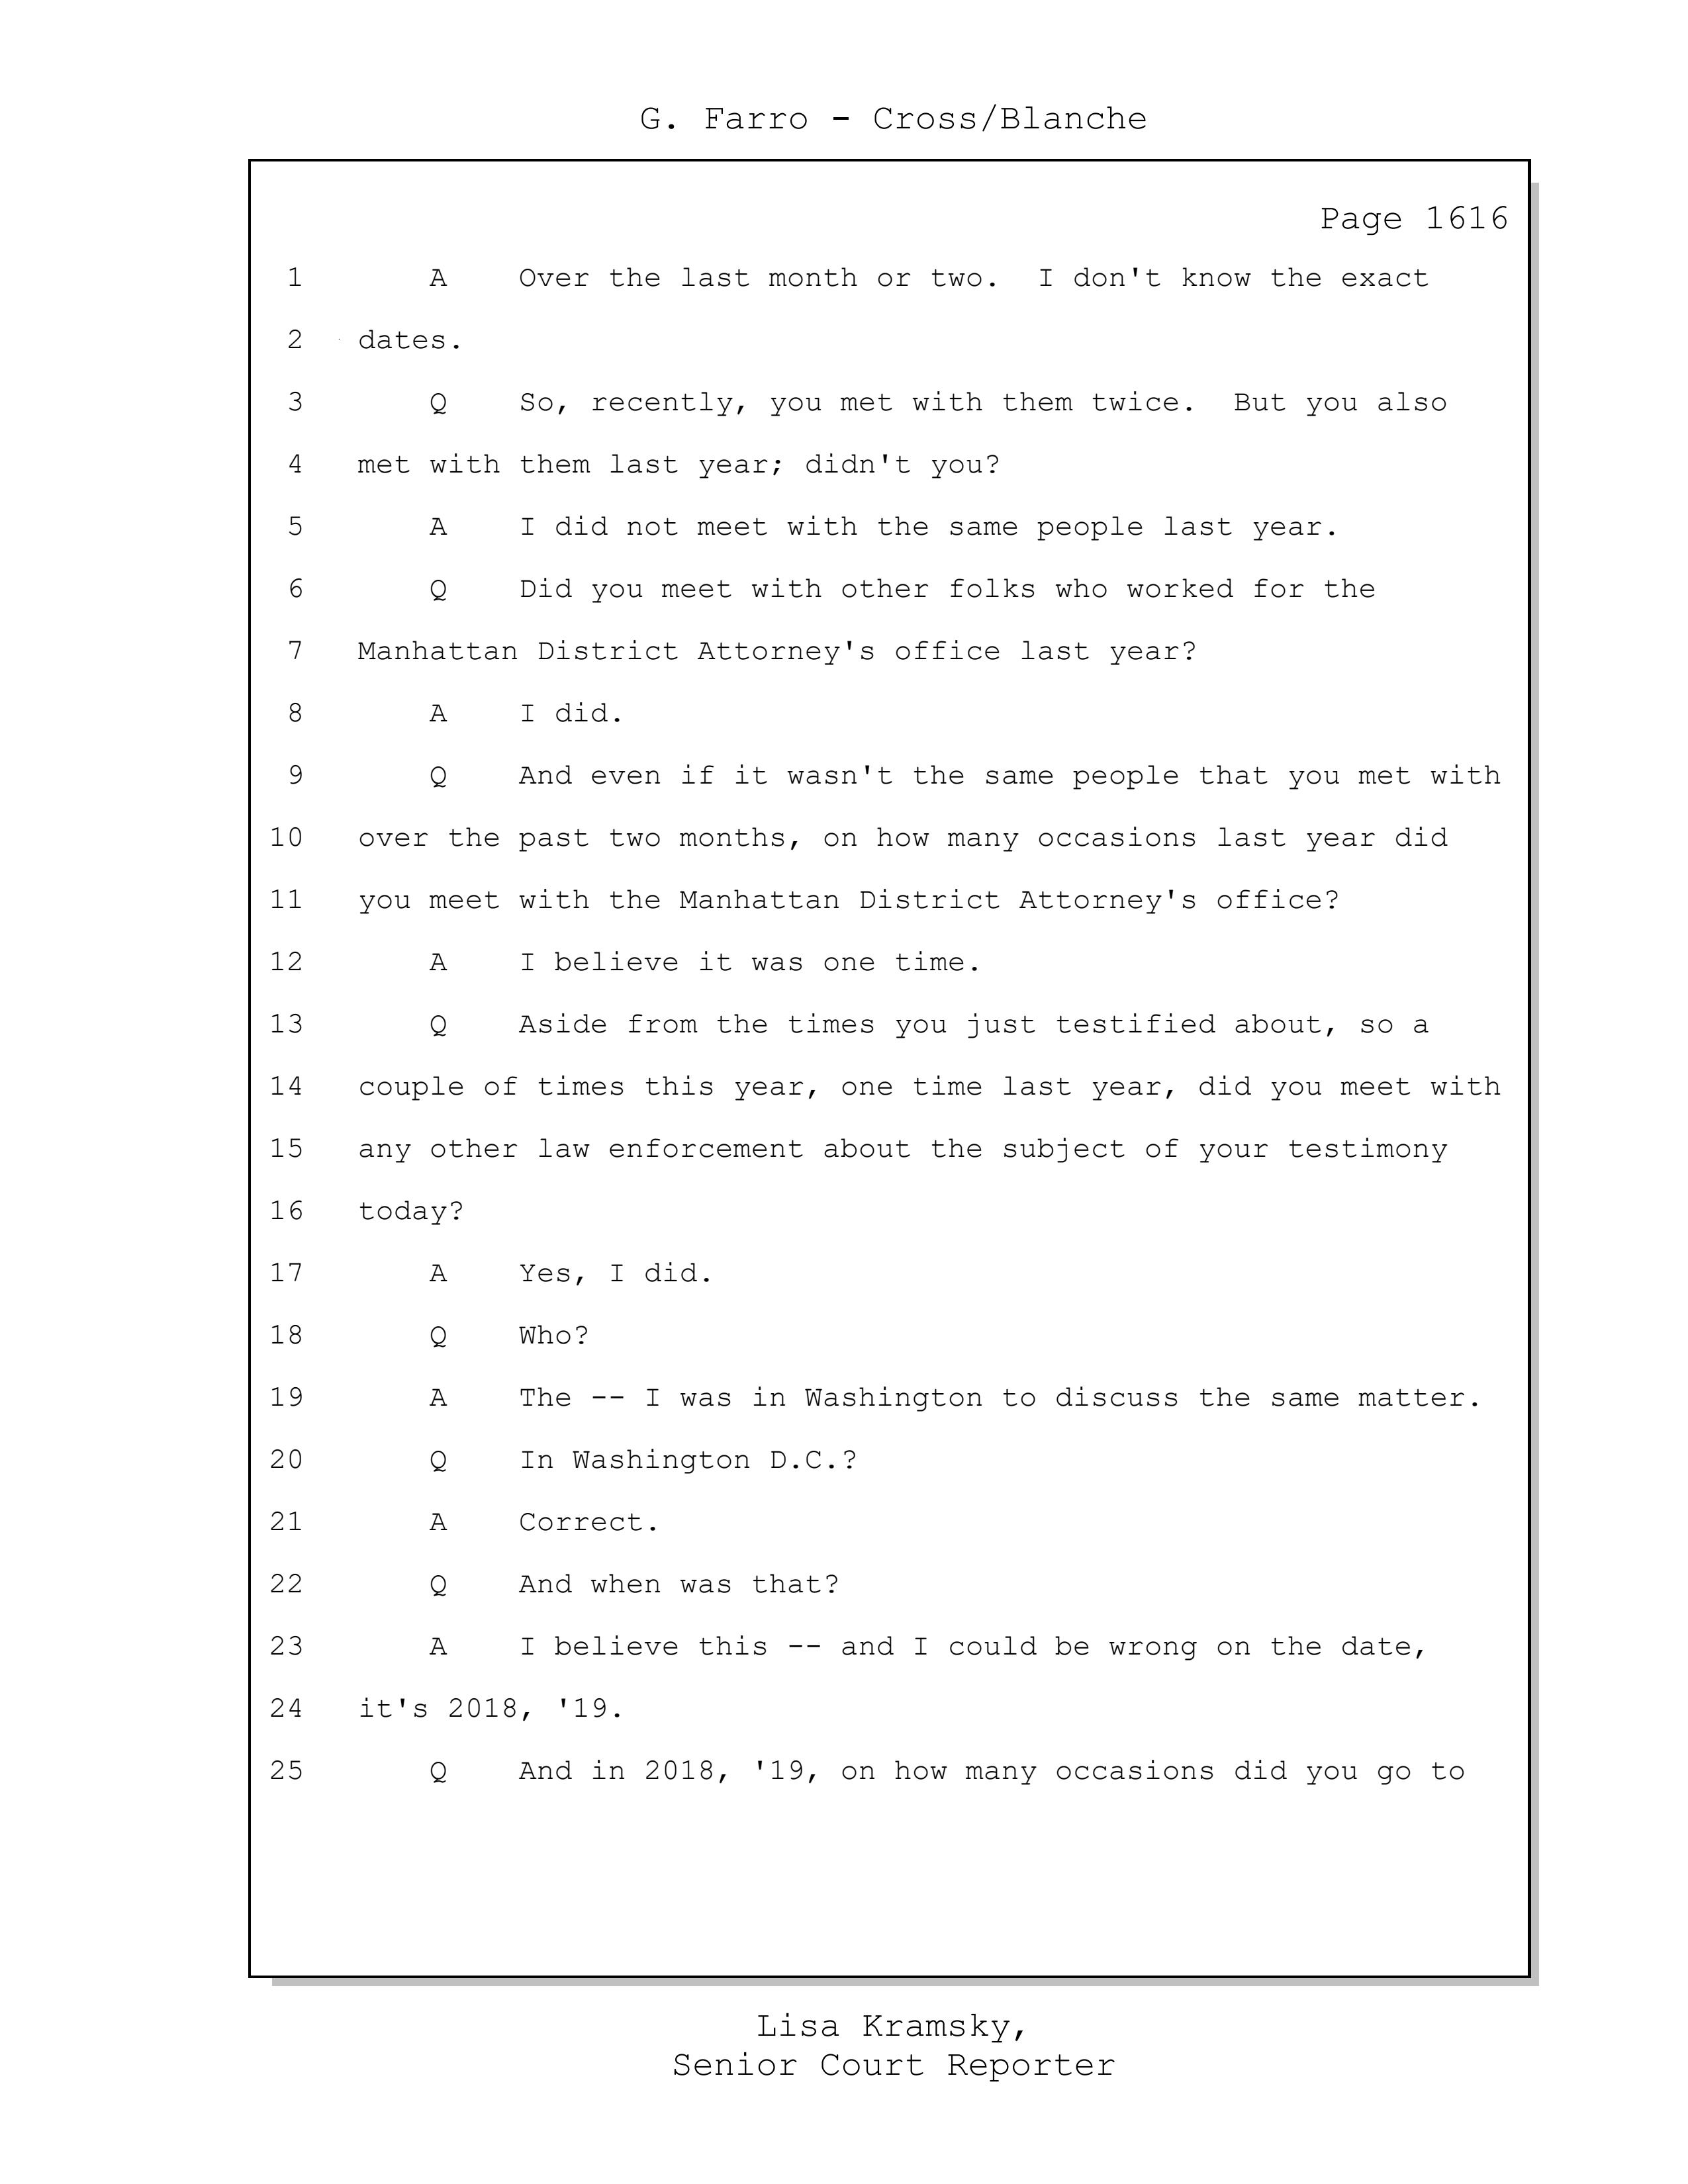 G. Farro - Cross/Blanche
Page 1616
1 A Over the last month or two. I don't know the exact
2 dates.
3 Q So, recently, you met with them twice. But you also
4 met with them last year; didn't you?
5 A I did not meet with the same people last year.
6 Q Did you meet with other folks who worked for the
7 Manhattan District Attorney's office last year?
8 A I did.
9 Q And even if it wasn't the same people that you met with
10 over the past two months, on how many occasions last year did
11 you meet with the Manhattan District Attorney's office?
12 A I believe it was one time.
13 Q Aside from the times you just testified about, so a
14 couple of times this year, one time last year, did you meet with
15 any other law enforcement about the subject of your testimony
16 today?
17 A Yes, I did.
18 Q Who?
19 A The -- I was in Washington to discuss the same matter.
20 Q In Washington D.C.?
21 A Correct.
22 Q And when was that?
23 A I believe this -- and I could be wrong on the date,
24 it's 2018, '19.
25 Q And in 2018, '19, on how many occasions did you go to
Lisa Kramsky,
Senior Court Reporter